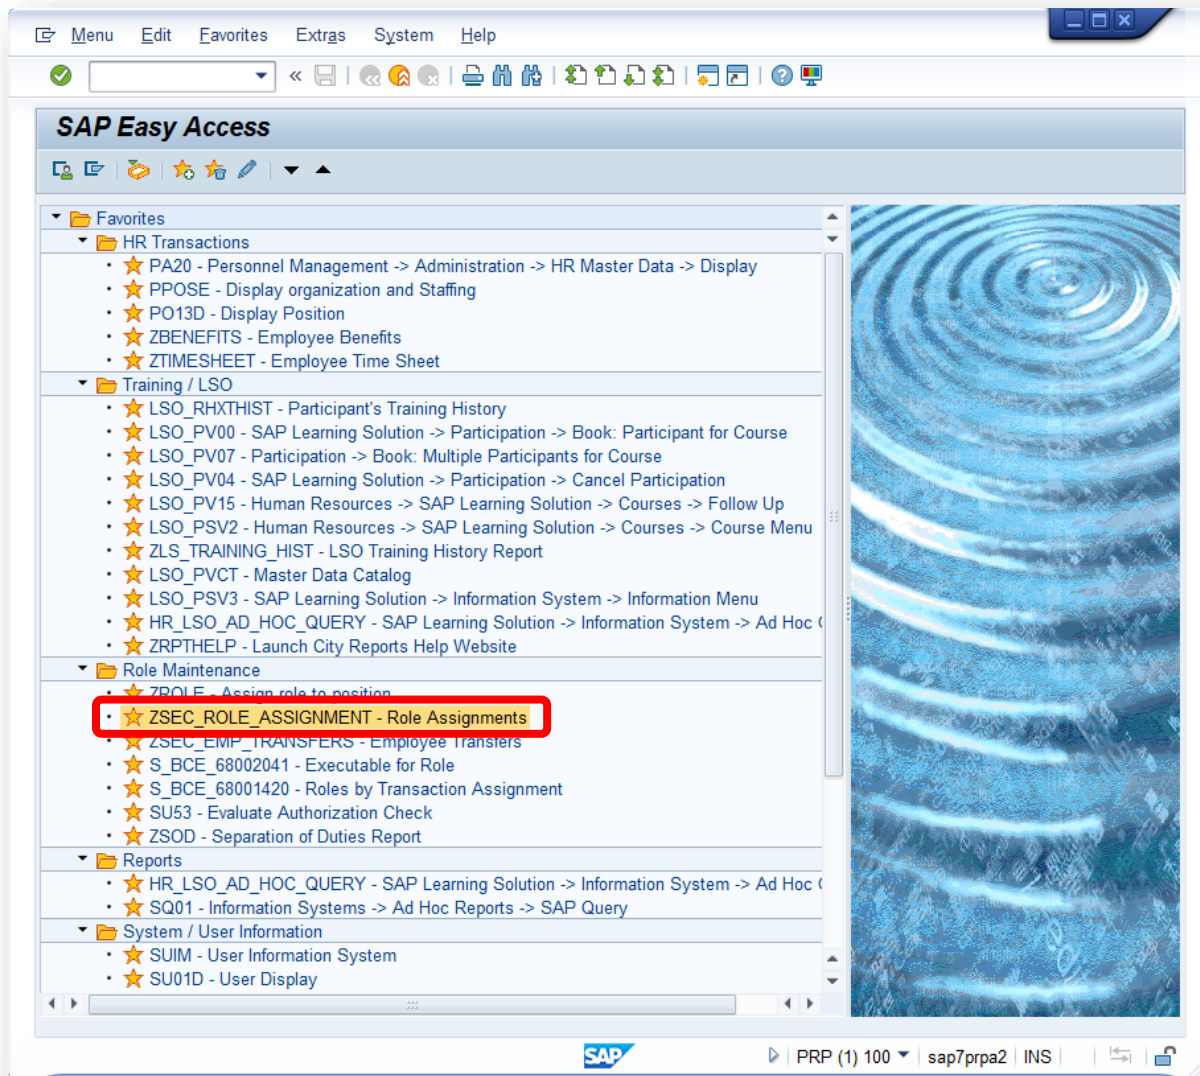 Menu Edit Favorites Extras System Help
SAP Easy Access
Favorites
HR Transactions
PA20 - Personnel Management -> Administration -> HR Master Data -> Display
PPOSE - Display organization and Staffing
PO13D - Display Position
ZBENEFITS - Employee Benefits
ZTIMESHEET - Employee Time Sheet
Training / LSO
LSO_RHXTHIST - Participant's Training History
LSO_PV00 - SAP Learning Solution -> Participation -> Book: Participant for Course
LSO_PV07 - Participation -> Book: Multiple Participants for Course
LSO_PV04 - SAP Learning Solution -> Participation -> Cancel Participation
LSO_PV15 - Human Resources -> SAP Learning Solution -> Courses -> Follow Up
LSO_PSV2 - Human Resources -> SAP Learning Solution -> Courses -> Course Menu
ZLS_TRAINING_HIST - LSO Training History Report
LSO_PVCT - Master Data Catalog
LSO_PSV3 - SAP Learning Solution -> Information System -> Information Menu
HR_LSO_AD_HOC_QUERY - SAP Learning Solution -> Information System -> Ad Hoc
ZRPTHELP - Launch City Reports Help Website
Role Maintenance
ZROLE - Assign role to position
ZSEC_ROLE_ASSIGNMENT - Role Assignments
ZSEC_EMP_TRANSFERS - Employee Transfers
S_BCE_68002041 - Executable for Role
S_BCE_68001420 - Roles by Transaction Assignment
SU53 - Evaluate Authorization Check
ZSOD - Separation of Duties Report
Reports
HR_LSO_AD_HOC_QUERY - SAP Learning Solution -> Information System -> Ad Hoc
SQ01 - Information Systems -> Ad Hoc Reports -> SAP Query
System / User Information
SUIM - User Information System
SU01D - User Display
SAP PRP (1) 100 sap7prpa2 INS